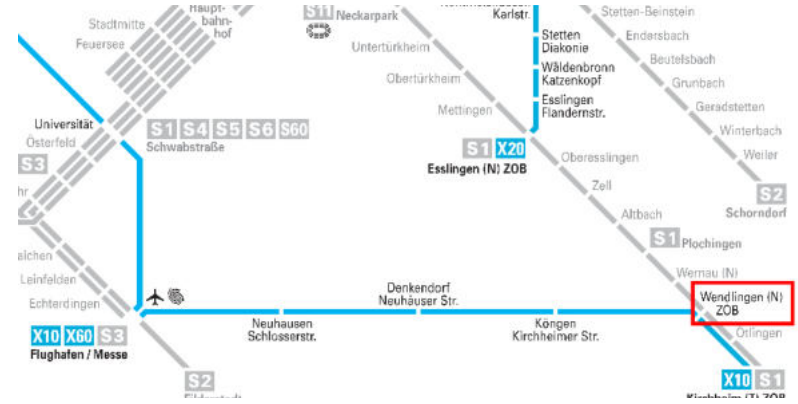 Haupt-
bahn-
hof
Stadtmitte
Feuersee
S11 Neckarpark
Karlstr.
Stetten-Beinstein
Untertürkheim
Stetten
Diakonie
Endersbach
Obertürkheim
Wäldenbronn
Katzenkopf
Beutelsbach
Grunbach
Mettingen
Esslingen
Flandernstr.
Geradstetten
Universität
S1 S4 S5 S6 S60
Schwabstraße
Winterbach
Österfeld
S3
S1 X20
Esslingen (N) ZOB
Oberesslingen
Weiler
Zell
S2
Schorndorf
Altbach
S1 Plochingen
Leinfelden
Wernau (N)
Echterdingen
Denkendorf
Neuhäuser Str.
Wendlingen (N)
ZOB
Neuhausen
Schlosserstr.
Köngen
Kirchheimer Str.
Ötlingen
X10 X60 S3
Flughafen / Messe
S2
X10 S1
Kirchheim (T) ZOB